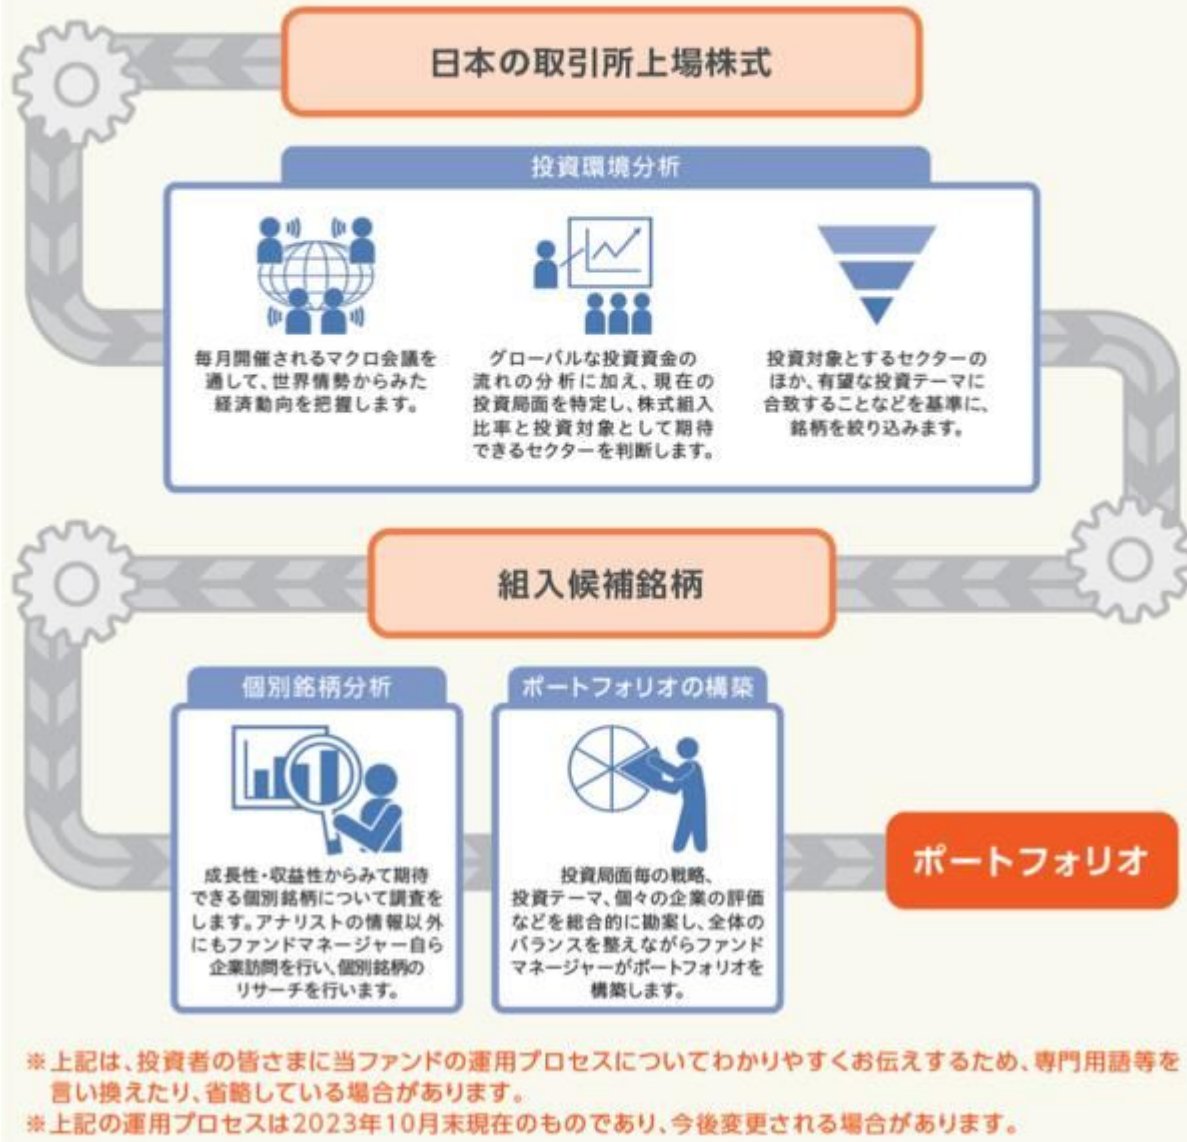 日本の取引所上場株式
投資環境分析
毎月開催されるマクロ会議を
通して、世界情勢からみた
経済動向を把握します。
グローバルな投資資金の
流れの分析に加え、現在の
投資局面を特定し、株式組入
比率と投資対象として期待
できるセクターを判断します。
投資対象とするセクターの
ほか、有望な投資テーマに
合致することなどを基準に、
銘柄を絞り込みます。
組入候補銘柄
個別銘柄分析
成長性・収益性からみて期待
できる個別銘柄について調査を
します。アナリストの情報以外
にもファンドマネージャー自ら
企業訪問を行い、個別銘柄の
リサーチを行います。
ポートフォリオの構築
投資局面毎の戦略、
投資テーマ、個々の企業の評価
などを総合的に勘案し、全体の
バランスを整えながらファンド
マネージャーがポートフォリオを
構築します。
ポートフォリオ
※上記は、投資者の皆さまに当ファンドの運用プロセスについてわかりやすくお伝えするため、専門用語等を
言い換えたり、省略している場合があります。
※上記の運用プロセスは2023年10月末現在のものであり、今後変更される場合があります。